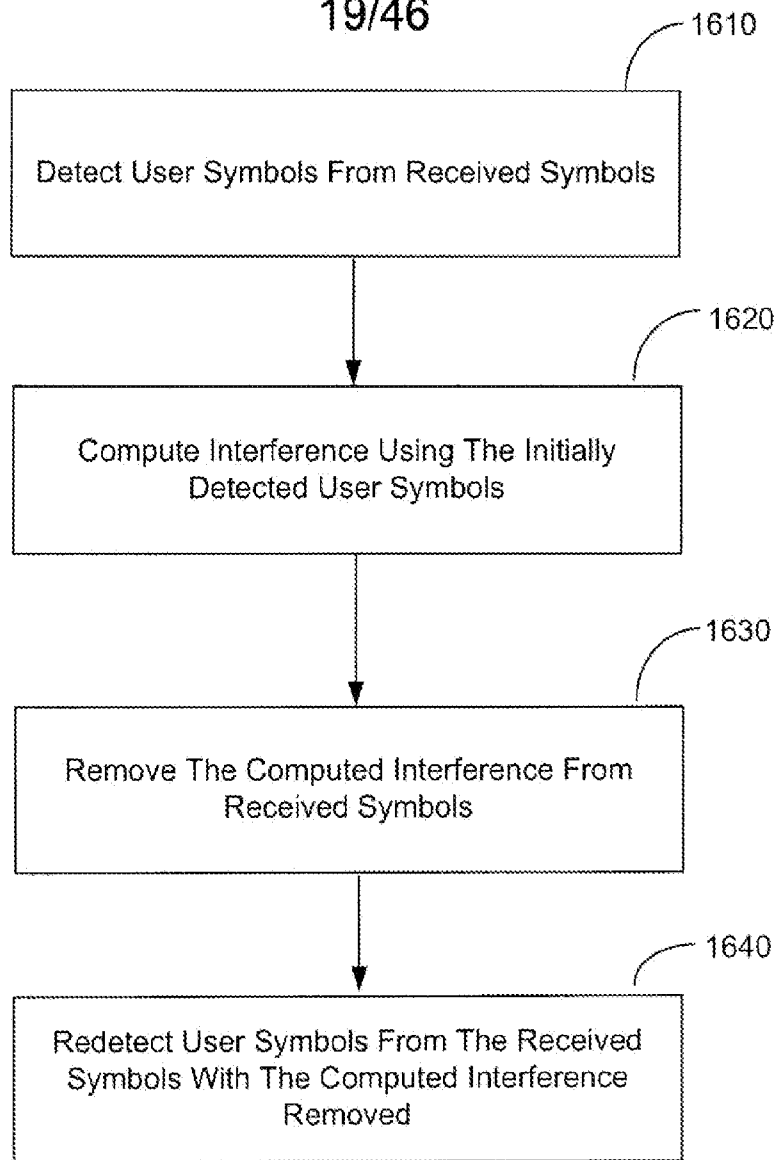 19/46
1610
Detect User Symbols From Received Symbols
1620
Compute Interference Using The Initially
Detected User Symbols
1630
Remove The Computed Interference From
Received Symbols
1640
Redetect User Symbols From The Received
Symbols With The Computed Interference
Removed